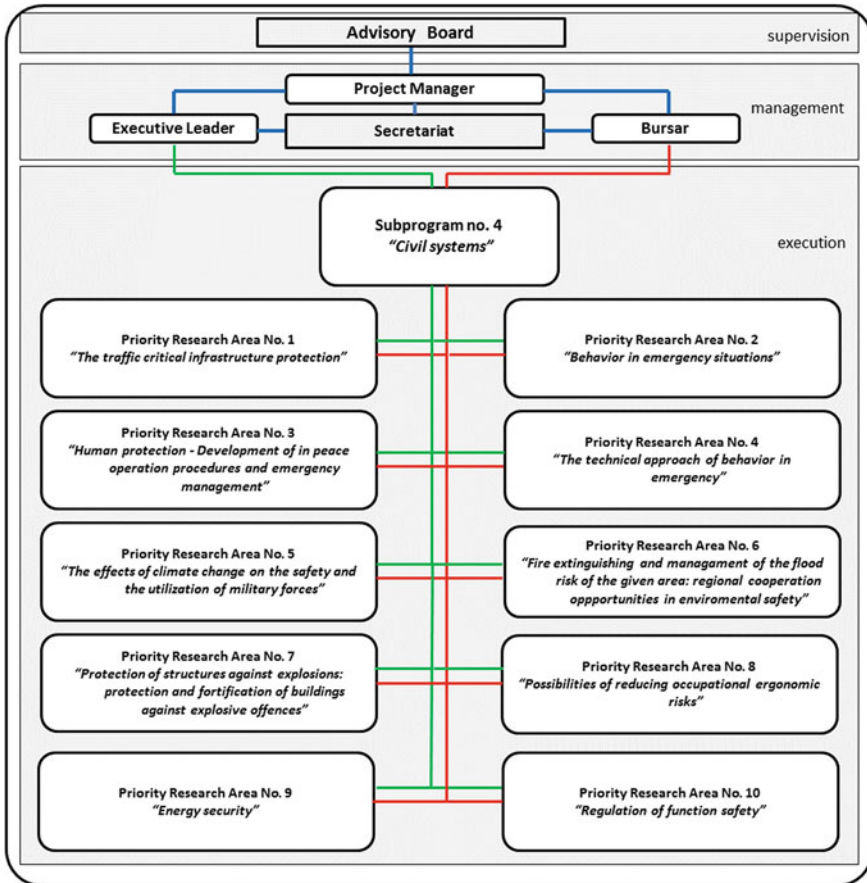 Advisory Board
supervision
Project Manager
management
Executive Leader
Secretariat
Bursar
Subprogram no. 4
“Civil systems”
execution
Priority Research Area No. 1
“The traffic critical infrastructure protection”
Priority Research Area No. 2
“Behavior in emergency situations”
Priority Research Area No. 3
“Human protection - Development of in peace
operation procedures and emergency
management”
Priority Research Area No. 4
“The technical approach of behavior in
emergency”
Priority Research Area No. 5
“The effects of climate change on the safety and
the utilization of military forces”
Priority Research Area No. 6
“Fire extinguishing and managament of the flood
risk of the given area: regional cooperation
oppportunities in enviromental safety”
Priority Research Area No. 7
“Protection of structures against explosions:
protection and fortification of buildings
against explosive offences”
Priority Research Area No. 8
“Possibilities of reducing occupational ergonomic
risks”
Priority Research Area No. 9
“Energy security”
Priority Research Area No. 10
“Regulation of function safety”